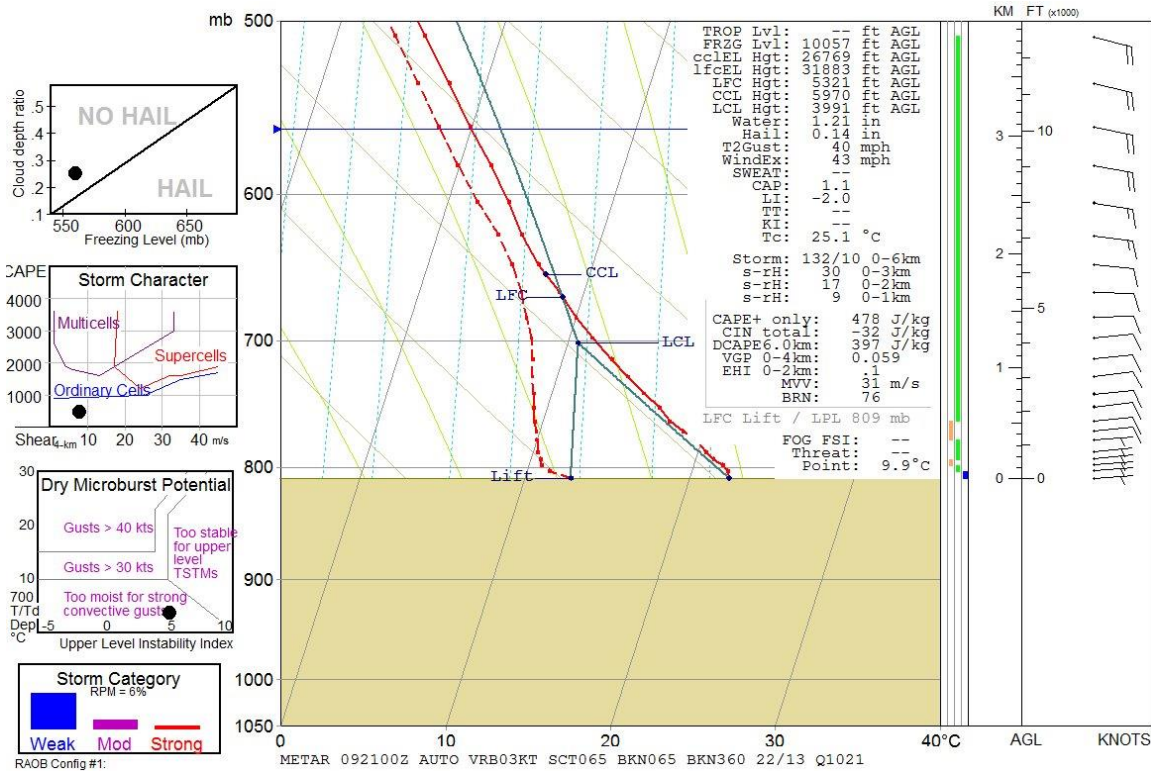 mb
500
600
700
800
900
1000
1050
0
10
20
30
40°C
TROP Lvl: -- ft AGL
FRZG Lvl: 10057 ft AGL
cclEL Hgt: 26769 ft AGL
lfcEL Hgt: 31883 ft AGL
LFC Hgt: 5321 ft AGL
CCL Hgt: 5970 ft AGL
LCL Hgt: 3991 ft AGL
Water: 1.21 in
Hail: 0.14 in
T2Gust: 40 mph
WindEx: 43 mph
SWEAT: --
CAP: 1.1
LI: -2.0
TT: --
KI: --
Tc: 25.1 °C
Storm: 132/10 0-6km
s-rH: 30 0-3km
s-rH: 17 0-2km
s-rH: 9 0-1km
CAPE+ only: 478 J/kg
CIN total: -32 J/kg
DCAPE6.0km: 397 J/kg
VGP 0-4km: 0.059
EHI 0-2km: .1
MVV: 31 m/s
BRN: 76
LFC Lift / LPL 809 mb
FOG FSI: --
Threat: --
Point: 9.9°C
CCL
LFC
LCL
Lift
KM FT (x1000)
3
10
2
5
1
0
0
AGL
KNOTS
METAR 092100Z AUTO VRB03KT SCT065 BKN065 BKN360 22/13 Q1021
Cloud depth ratio
.5
.4
.3
.2
.1
NO HAIL
HAIL
550
600
650
Freezing Level (mb)
CAPE
Storm Character
4000
3000
2000
1000
Multicells
Supercells
Ordinary Cells
Shear 4-km
10
20
30
40 m/s
Dry Microburst Potential
30
20
10
Gusts > 40 kts
Gusts > 30 kts
Too stable
for upper
level
TSTMs
Too moist for strong
convective gusts
700
T/Td
Dep
°C
-5
0
5
10
Upper Level Instability Index
Storm Category
RPM = 6%
Weak
Mod
Strong
RAOB Config #1: